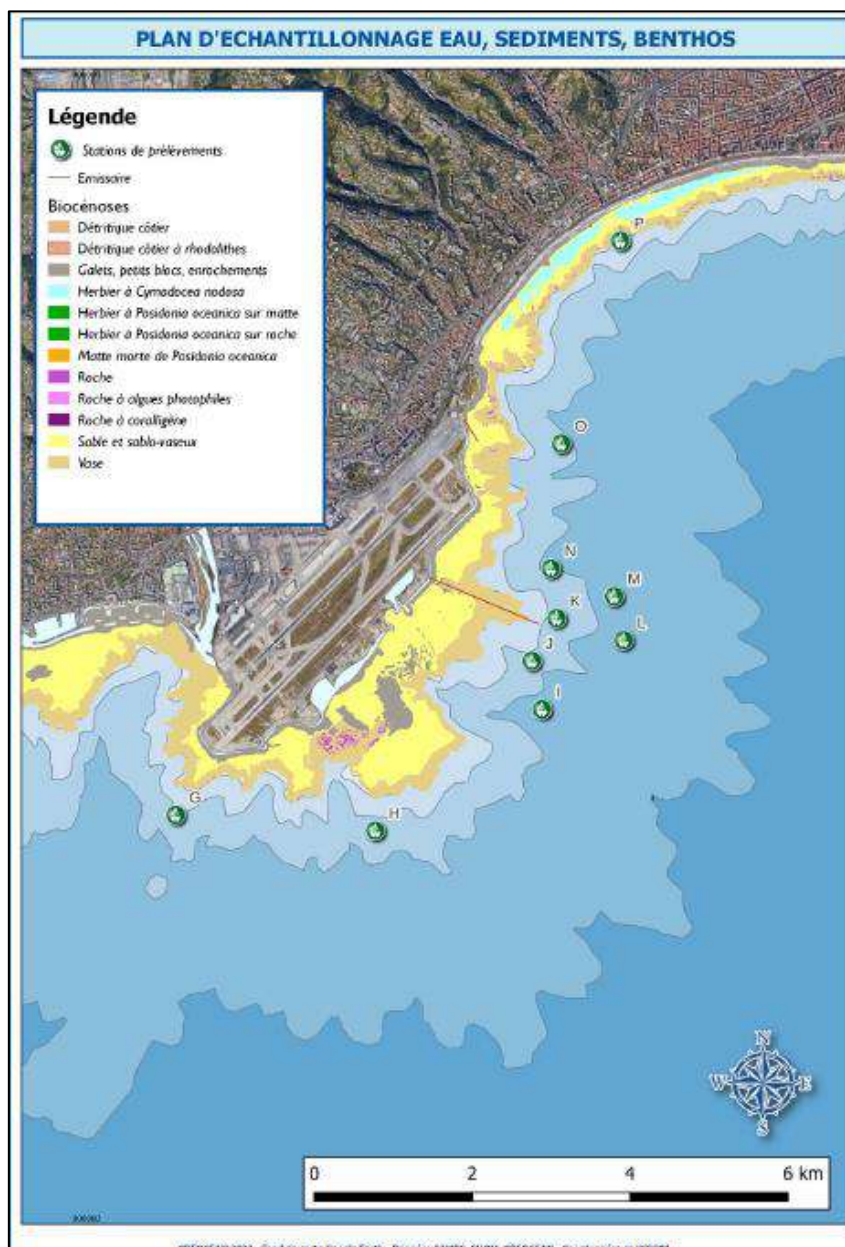 PLAN D'ECHANTILLONNAGE EAU, SEDIMENTS, BENTHOS
Légende
Stations de prélèvements
Emissaire
Biocénoses
Détritique côtier
Détritique côtier à rhodolithes
Galets, petits blocs, enrochements
Herbier à Cymodocea nodosa
Herbier à Posidonia oceanica sur matte
Herbier à Posidonia oceanica sur roche
Matte morte de Posidonia oceanica
Roche
Roche à algues photophiles
Roche à coralligène
Sable et sablo-vaseux
Vase
P
O
N
M
K
L
J
I
G
H
N
W E
S
0 2 4 6 km